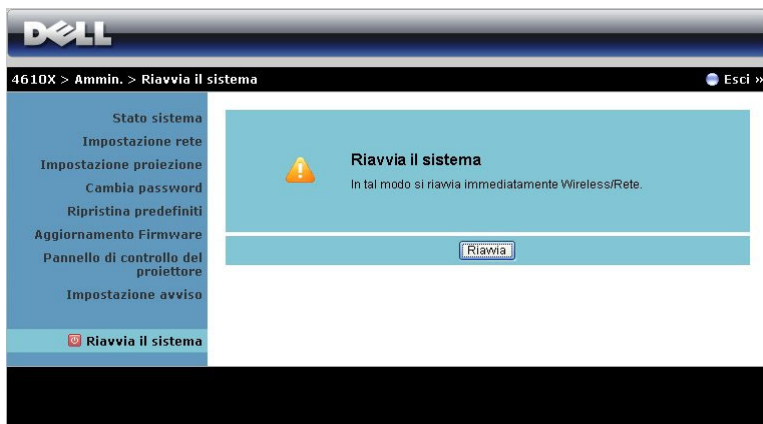 DELL
4610X > Ammin. > Riavvia il sistema
Esci »
Stato sistema
Impostazione rete
Impostazione proiezione
Cambia password
Ripristina predefiniti
Aggiornamento Firmware
Pannello di controllo del
proiettore
Impostazione avviso
Riavvia il sistema
Riavvia il sistema
In tal modo si riavvia immediatamente Wireless/Rete.
Riavvia